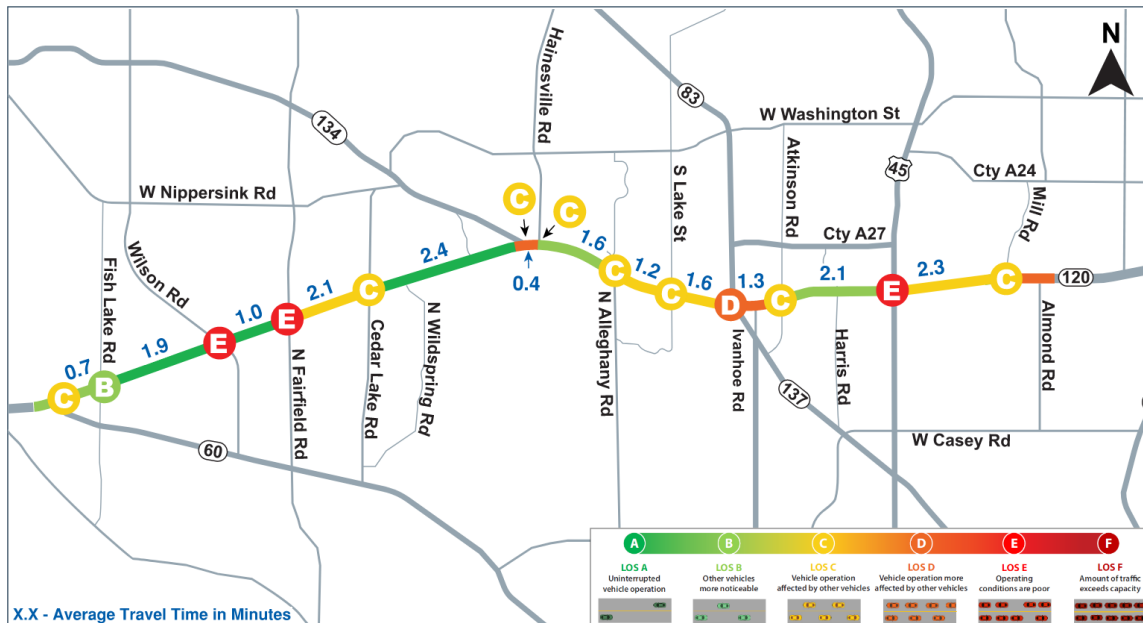 N
Hainesville Rd
83
W Washington St
134
45
Atkinson Rd
S Lake St
Cty A24
Mill Rd
W Nippersink Rd
C
C
Cty A27
Wilson Rd
1.6
2.4
0.4
C
1.2
1.6
1.3
2.1
2.3
C
120
Fish Lake Rd
2.1
C
C
D
C
E
1.0
E
E
1.9
0.7
B
C
N Fairfield Rd
Cedar Lake Rd
N Wildspring Rd
N Alleghany Rd
Ivanhoe Rd
Harris Rd
Almond Rd
137
60
W Casey Rd
A B C D E F
LOS A LOS B LOS C LOS D LOS E LOS F
Uninterrupted vehicle operation
Other vehicles more noticeable
Vehicle operation affected by other vehicles
Vehicle operation more affected by other vehicles
Operating conditions are poor
Amount of traffic exceeds capacity
X.X - Average Travel Time in Minutes